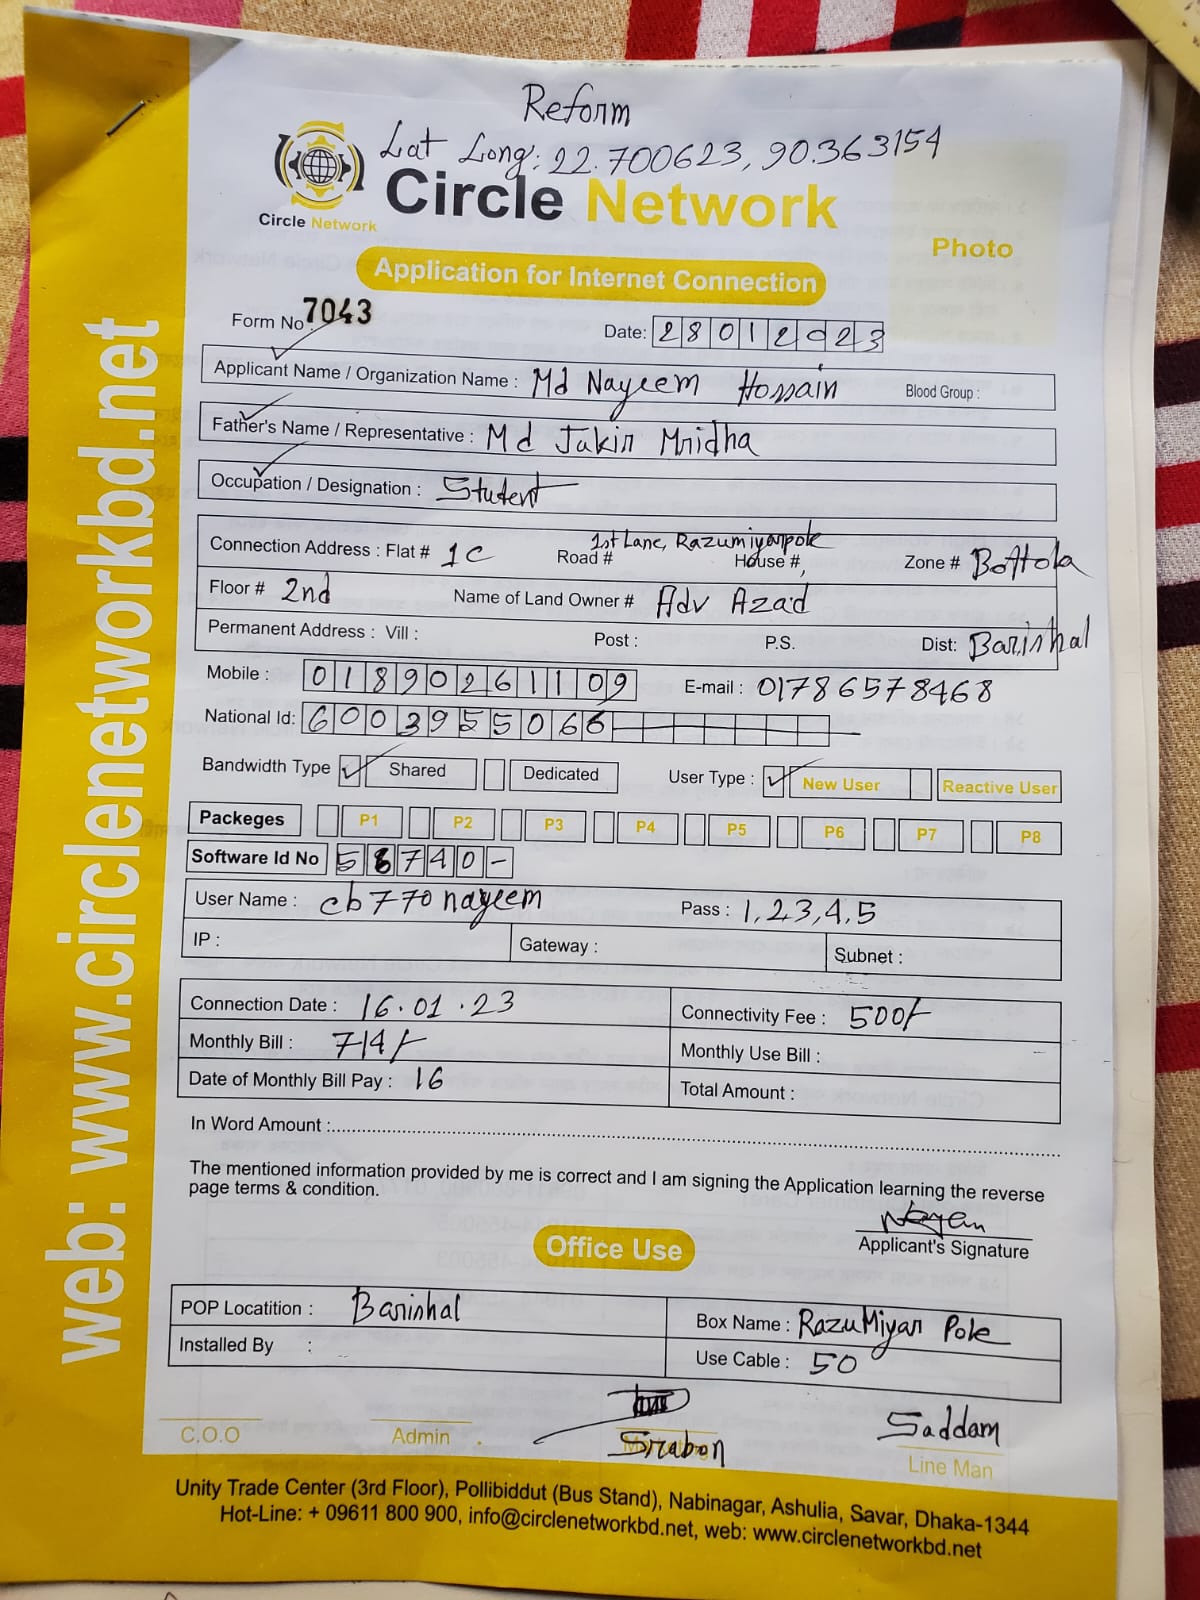 Reform
Lat Long: 22.700623, 90.363154
Circle Network
Circle Network
Photo
Application for Internet Connection
Form No. 7043
Date: 28012023
Applicant Name / Organization Name : Md Nayeem Hossain Blood Group :
Father's Name / Representative : Md Jakir Mridha
Occupation / Designation : Student
Connection Address : Flat # 1C Road # House #, 1st Lane, Razumiyarpole Zone # Bottola
Floor # 2nd Name of Land Owner # Adv Azad
Permanent Address : Vill : Post : P.S. Dist: Barishal
Mobile : 01890261109 E-mail : 01786578468
National Id: 6003955066
Bandwidth Type Shared Dedicated User Type : New User Reactive User
Packeges P1 P2 P3 P4 P5 P6 P7 P8
Software Id No 58740-
User Name : cb770nayeem Pass : 1,2,3,4,5
IP : Gateway : Subnet :
Connection Date : 16.01.23 Connectivity Fee : 500/-
Monthly Bill : 714/- Monthly Use Bill :
Date of Monthly Bill Pay : 16 Total Amount :
In Word Amount :
The mentioned information provided by me is correct and I am signing the Application learning the reverse
page terms & condition.
Nayem
Applicant's Signature
Office Use
POP Locatition : Barishal Box Name : RazuMiyar Pole
Installed By : Use Cable : 50
Srabon Saddam
C.O.O Admin Line Man
Unity Trade Center (3rd Floor), Pollibiddut (Bus Stand), Nabinagar, Ashulia, Savar, Dhaka-1344
Hot-Line: + 09611 800 900, info@circlenetworkbd.net, web: www.circlenetworkbd.net
web: www.circlenetworkbd.net